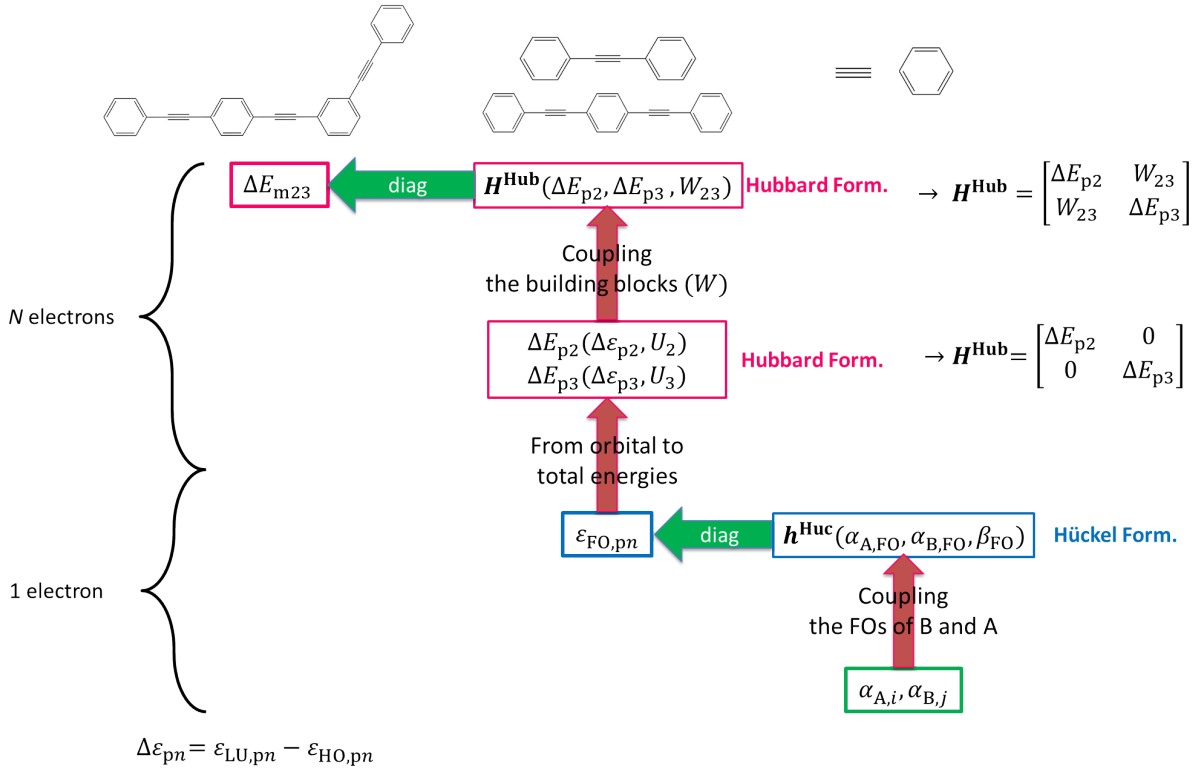 ΔE_m23
diag
H^Hub(ΔE_p2, ΔE_p3, W_23)
Hubbard Form.
→ H^Hub = [ΔE_p2 W_23
W_23 ΔE_p3]
Coupling
the building blocks (W)
N electrons
ΔE_p2(Δε_p2, U_2)
ΔE_p3(Δε_p3, U_3)
Hubbard Form.
→ H^Hub = [ΔE_p2 0
0 ΔE_p3]
From orbital to
total energies
ε_FO,pn
diag
h^Huc(α_A,FO, α_B,FO, β_FO)
Hückel Form.
1 electron
Coupling
the FOs of B and A
α_A,i, α_B,j
Δε_pn = ε_LU,pn − ε_HO,pn